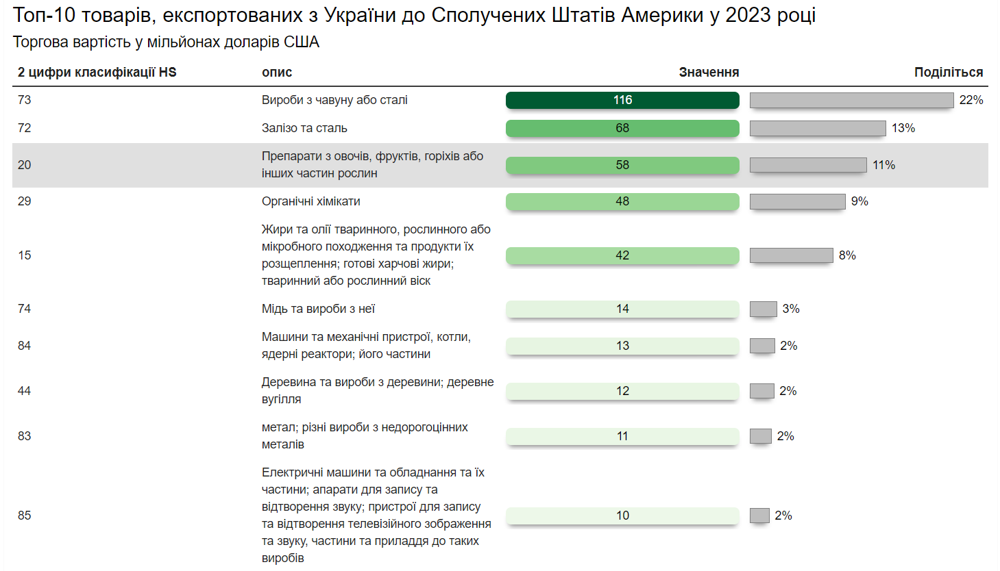 Топ-10 товарів, експортованих з України до Сполучених Штатів Америки у 2023 році
Торгова вартість у мільйонах доларів США
2 цифри класифікації HS опис Значення Поділіться
73 Вироби з чавуну або сталі 116 22%
72 Залізо та сталь 68 13%
Препарати з овочів, фруктів, горіхів або
20 58 11%
інших частин рослин
29 Органічні хімікати 48 9%
Жири та олії тваринного, рослинного або
мікробного походження та продукти їх
15 42 8%
розщеплення; готові харчові жири;
тваринний або рослинний віск
74 Мідь та вироби з неї 14 3%
Машини та механічні пристрої, котли,
84 13 2%
ядерні реактори; його частини
Деревина та вироби з деревини; деревне
44 12 2%
вугілля
метал; різні вироби з недорогоцінних
83 11 2%
металів
Електричні машини та обладнання та їх
частини; апарати для запису та
відтворення звуку; пристрої для запису
85 10 2%
та відтворення телевізійного зображення
та звуку, частини та приладдя до таких
виробів